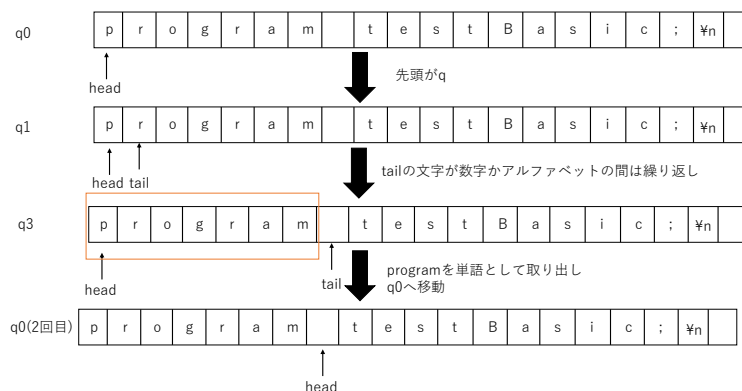 q0 p r o g r a m t e s t B a s i c ; ¥n
head
先頭がq
q1 p r o g r a m t e s t B a s i c ; ¥n
head tail
tailの文字が数字かアルファベットの間は繰り返し
q3 p r o g r a m t e s t B a s i c ; ¥n
head
tail
programを単語として取り出し
q0へ移動
q0(2回目) p r o g r a m t e s t B a s i c ; ¥n
head